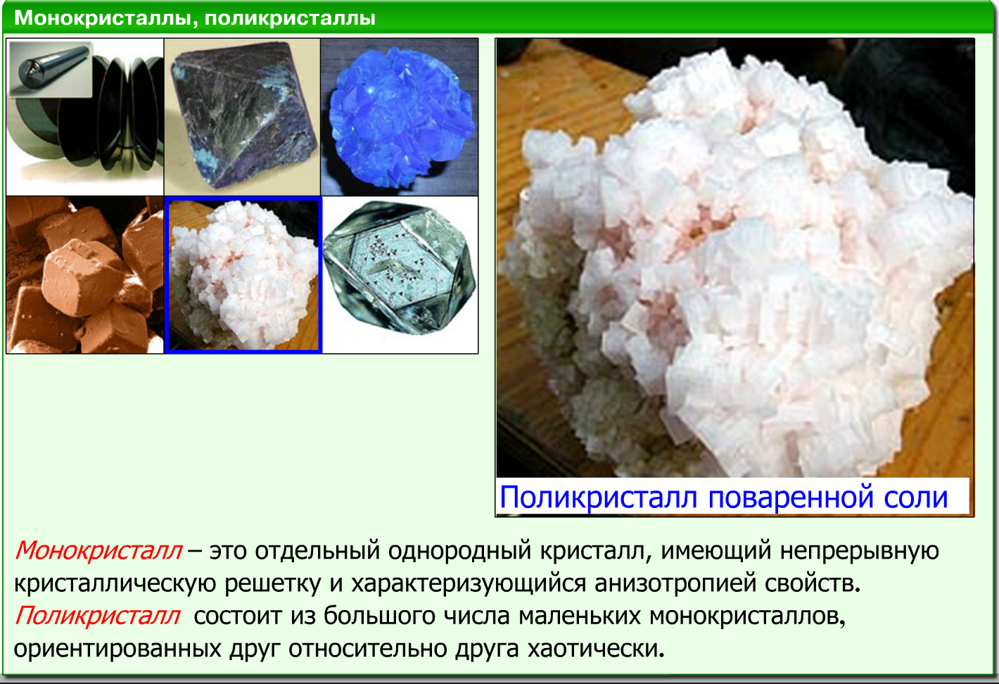 Монокристаллы, поликристаллы
Поликристалл поваренной соли
Монокристалл – это отдельный однородный кристалл, имеющий непрерывную
кристаллическую решетку и характеризующийся анизотропией свойств.
Поликристалл состоит из большого числа маленьких монокристаллов,
ориентированных друг относительно друга хаотически.